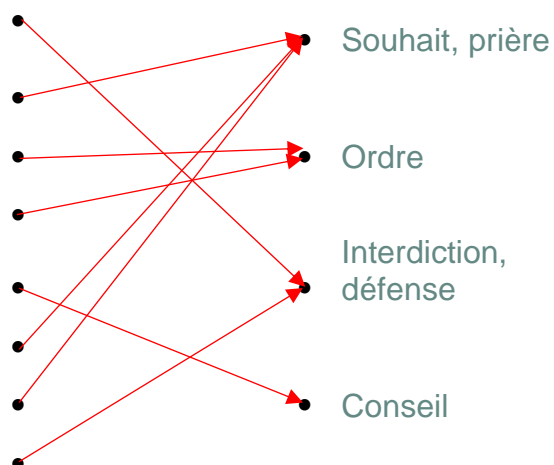 Souhait, prière
Ordre
Interdiction,
défense
Conseil